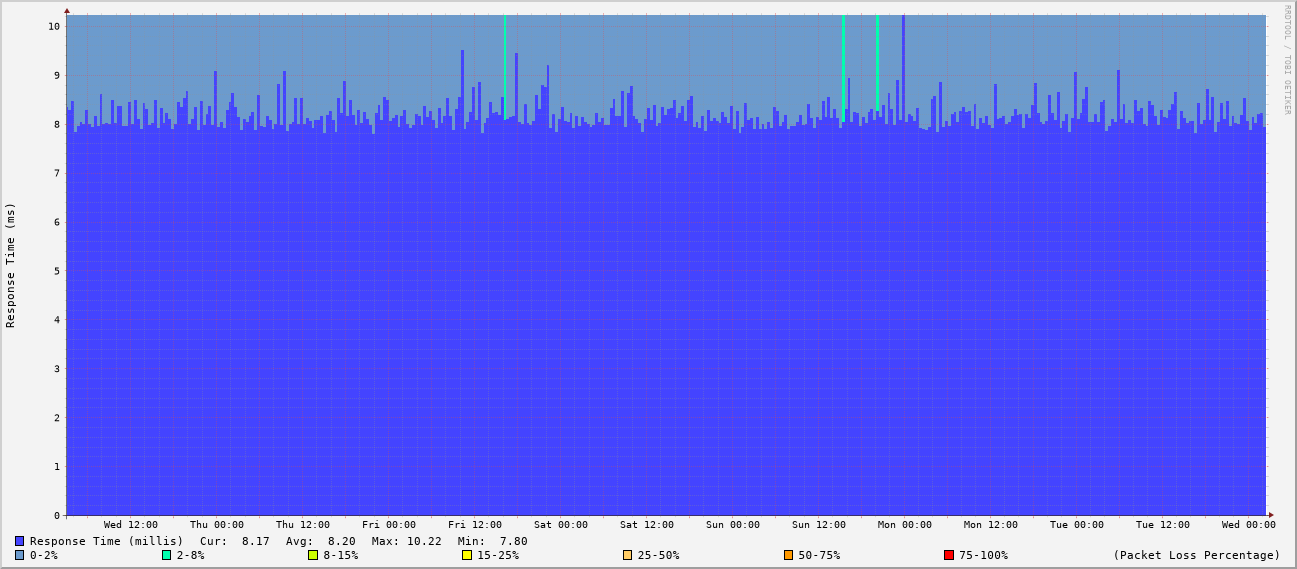 RRDTOOL / TOBI OETIKER
Response Time (ms)
10
9
8
7
6
5
4
3
2
1
0
Wed 12:00 Thu 00:00 Thu 12:00 Fri 00:00 Fri 12:00 Sat 00:00 Sat 12:00 Sun 00:00 Sun 12:00 Mon 00:00 Mon 12:00 Tue 00:00 Tue 12:00 Wed 00:00
Response Time (millis) Cur: 8.17 Avg: 8.20 Max: 10.22 Min: 7.80
0-2% 2-8% 8-15% 15-25% 25-50% 50-75% 75-100% (Packet Loss Percentage)